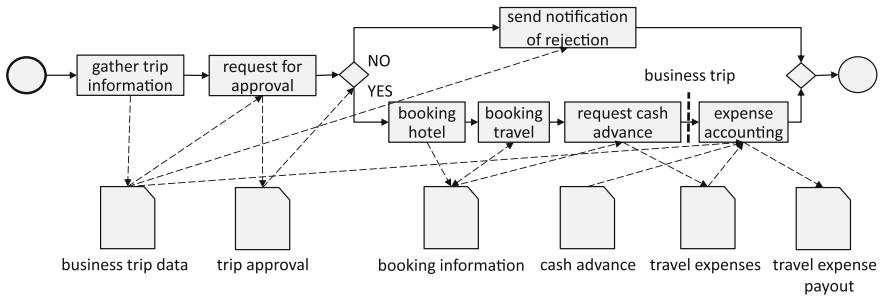 send notification
of rejection
NO
gather trip
information
request for
approval
business trip
YES
booking
hotel
booking
travel
request cash
advance
expense
accounting
business trip data
trip approval
booking information
cash advance
travel expenses
travel expense
payout